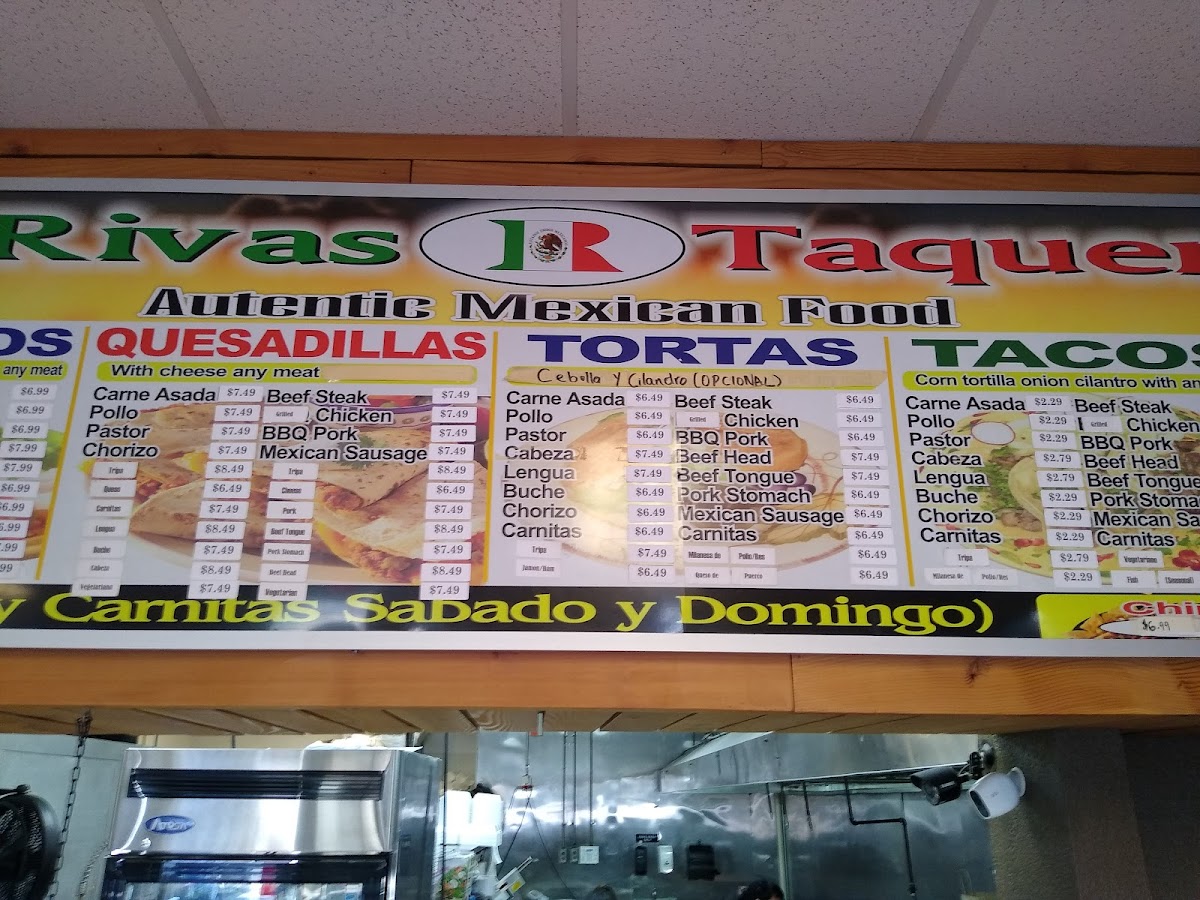 Rivas R Taquer
Autentic Mexican Food
OS
any meat
$6.99
$6.99
$6.99
$7.99
$7.99
$6.99
$6.99
QUESADILLAS
With cheese any meat
Carne Asada $7.49 Beef Steak $7.49
Pollo $7.49 Grilled Chicken $7.49
Pastor $7.49 BBQ Pork $7.49
Chorizo $7.49 Mexican Sausage $7.49
Tripa $8.49 Tripa $8.49
Queso $6.49 Cheese $6.49
Carnitas $7.49 Pork $7.49
Lengua $8.49 Beef Tongue $8.49
Buche $7.49 Pork Stomach $7.49
Cabeza $8.49 Beef Head $8.49
Vegetariano $7.49 Vegetarian $7.49
TORTAS
Cebolla Y Cilandro (OPCIONAL)
Carne Asada $6.49 Beef Steak $6.49
Pollo $6.49 Grilled Chicken $6.49
Pastor $6.49 BBQ Pork $6.49
Cabeza $7.49 Beef Head $7.49
Lengua $7.49 Beef Tongue $7.49
Buche $6.49 Pork Stomach $6.49
Chorizo $6.49 Mexican Sausage $6.49
Carnitas $6.49 Carnitas $6.49
Tripa $7.49 Milanesa de Pollo/Res $6.49
Jamon/Ham $6.49 Queso de Puerco $6.49
TACOS
Corn tortilla onion cilantro with an
Carne Asada $2.29 Beef Steak
Pollo $2.29 Grilled Chicken
Pastor $2.29 BBQ Pork
Cabeza $2.79 Beef Head
Lengua $2.79 Beef Tongue
Buche $2.29 Pork Stoma
Chorizo $2.29 Mexican Sa
Carnitas $2.29 Carnitas
Tripa $2.79 Vegetarian
Milanesa de Pollo/Res $2.29 Fish (Seasonal)
y Carnitas Sabado y Domingo)
Chi
$6.99